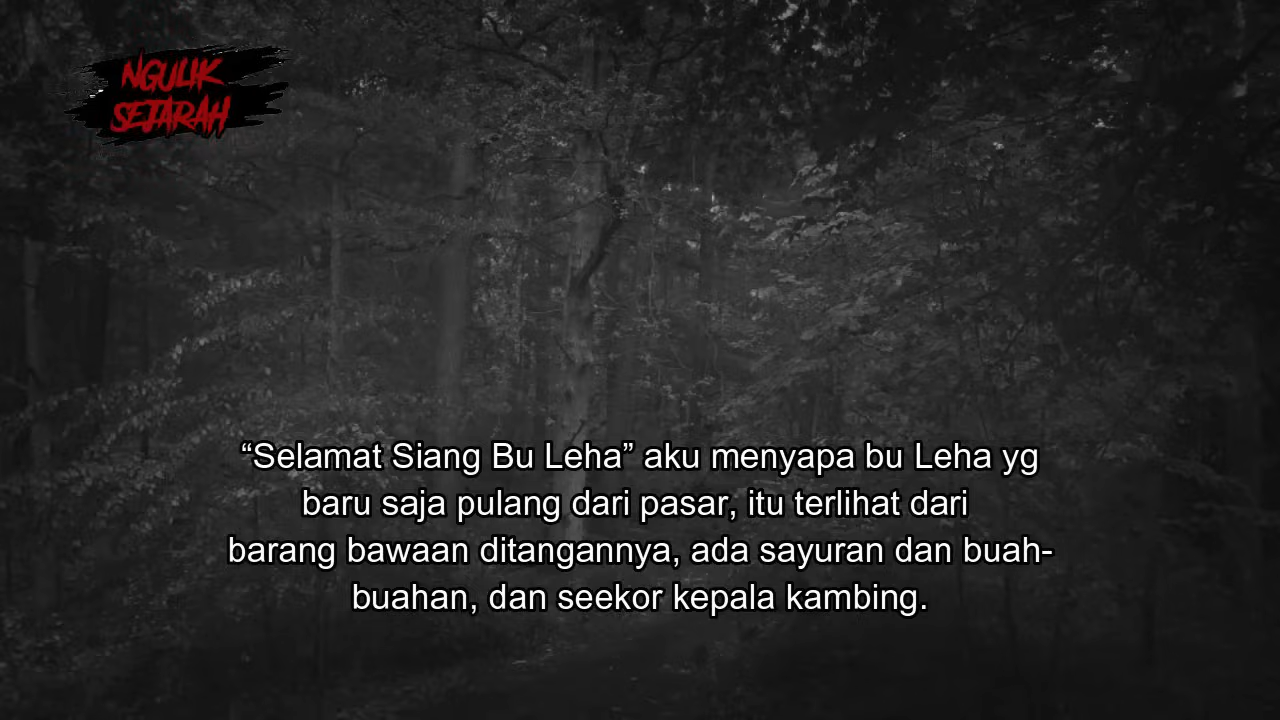 NGULIK
SEJARAH
“Selamat Siang Bu Leha” aku menyapa bu Leha yg
baru saja pulang dari pasar, itu terlihat dari
barang bawaan ditangannya, ada sayuran dan buah-
buahan, dan seekor kepala kambing.